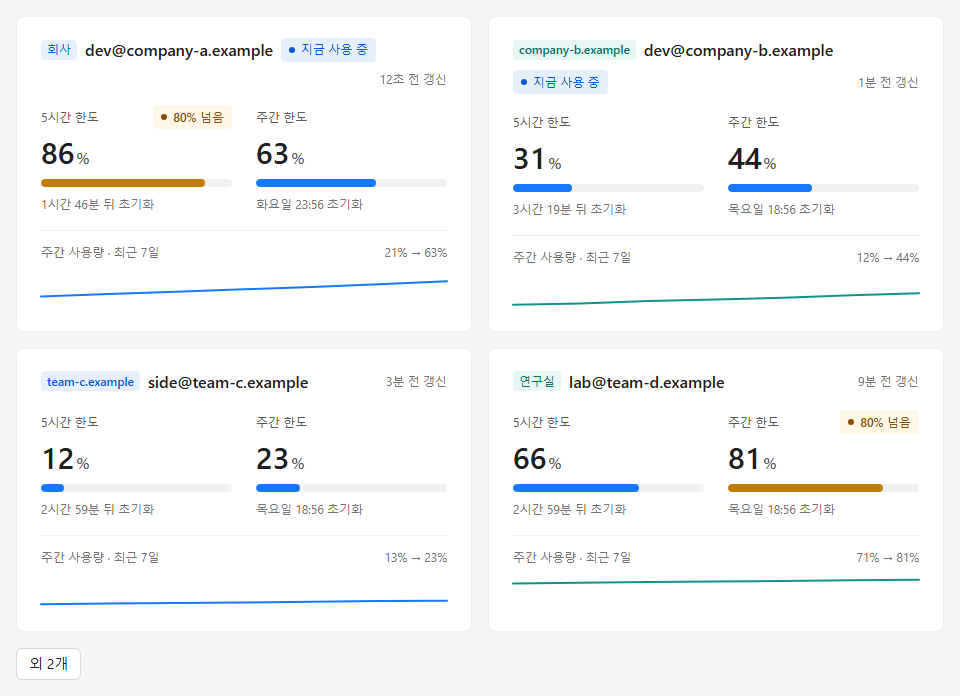 회사 dev@company-a.example 지금 사용 중
12초 전 갱신
5시간 한도 80% 넘음 주간 한도
86% 63%
1시간 46분 뒤 초기화 화요일 23:56 초기화
주간 사용량 · 최근 7일 21% → 63%
company-b.example dev@company-b.example
지금 사용 중 1분 전 갱신
5시간 한도 주간 한도
31% 44%
3시간 19분 뒤 초기화 목요일 18:56 초기화
주간 사용량 · 최근 7일 12% → 44%
team-c.example side@team-c.example 3분 전 갱신
5시간 한도 주간 한도
12% 23%
2시간 59분 뒤 초기화 목요일 18:56 초기화
주간 사용량 · 최근 7일 13% → 23%
연구실 lab@team-d.example 9분 전 갱신
5시간 한도 주간 한도 80% 넘음
66% 81%
2시간 59분 뒤 초기화 목요일 18:56 초기화
주간 사용량 · 최근 7일 71% → 81%
외 2개